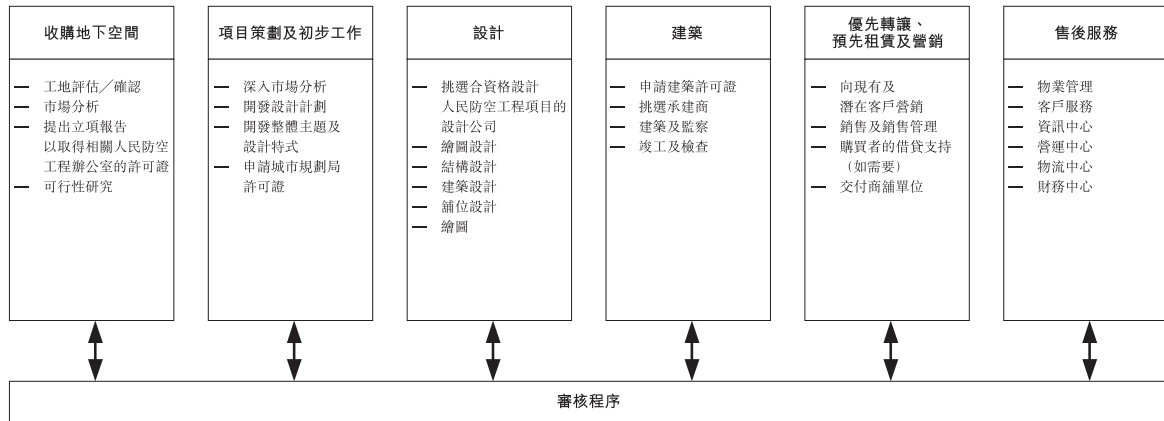 收購地下空間
— 工地評估／確認
— 市場分析
— 提出立項報告
以取得相關人民防空
工程辦公室的許可證
— 可行性研究
項目策劃及初步工作
— 深入市場分析
— 開發設計計劃
— 開發整體主題及
設計特式
— 申請城市規劃局
許可證
設計
— 挑選合資格設計
人民防空工程項目的
設計公司
— 繪圖設計
— 結構設計
— 建築設計
— 舖位設計
— 繪圖
建築
— 申請建築許可證
— 挑選承建商
— 建築及監察
— 竣工及檢查
優先轉讓、
預先租賃及營銷
— 向現有及
潛在客戶營銷
— 銷售及銷售管理
— 購買者的借貸支持
（如需要）
— 交付商舖單位
售後服務
— 物業管理
— 客戶服務
— 資訊中心
— 營運中心
— 物流中心
— 財務中心
審核程序